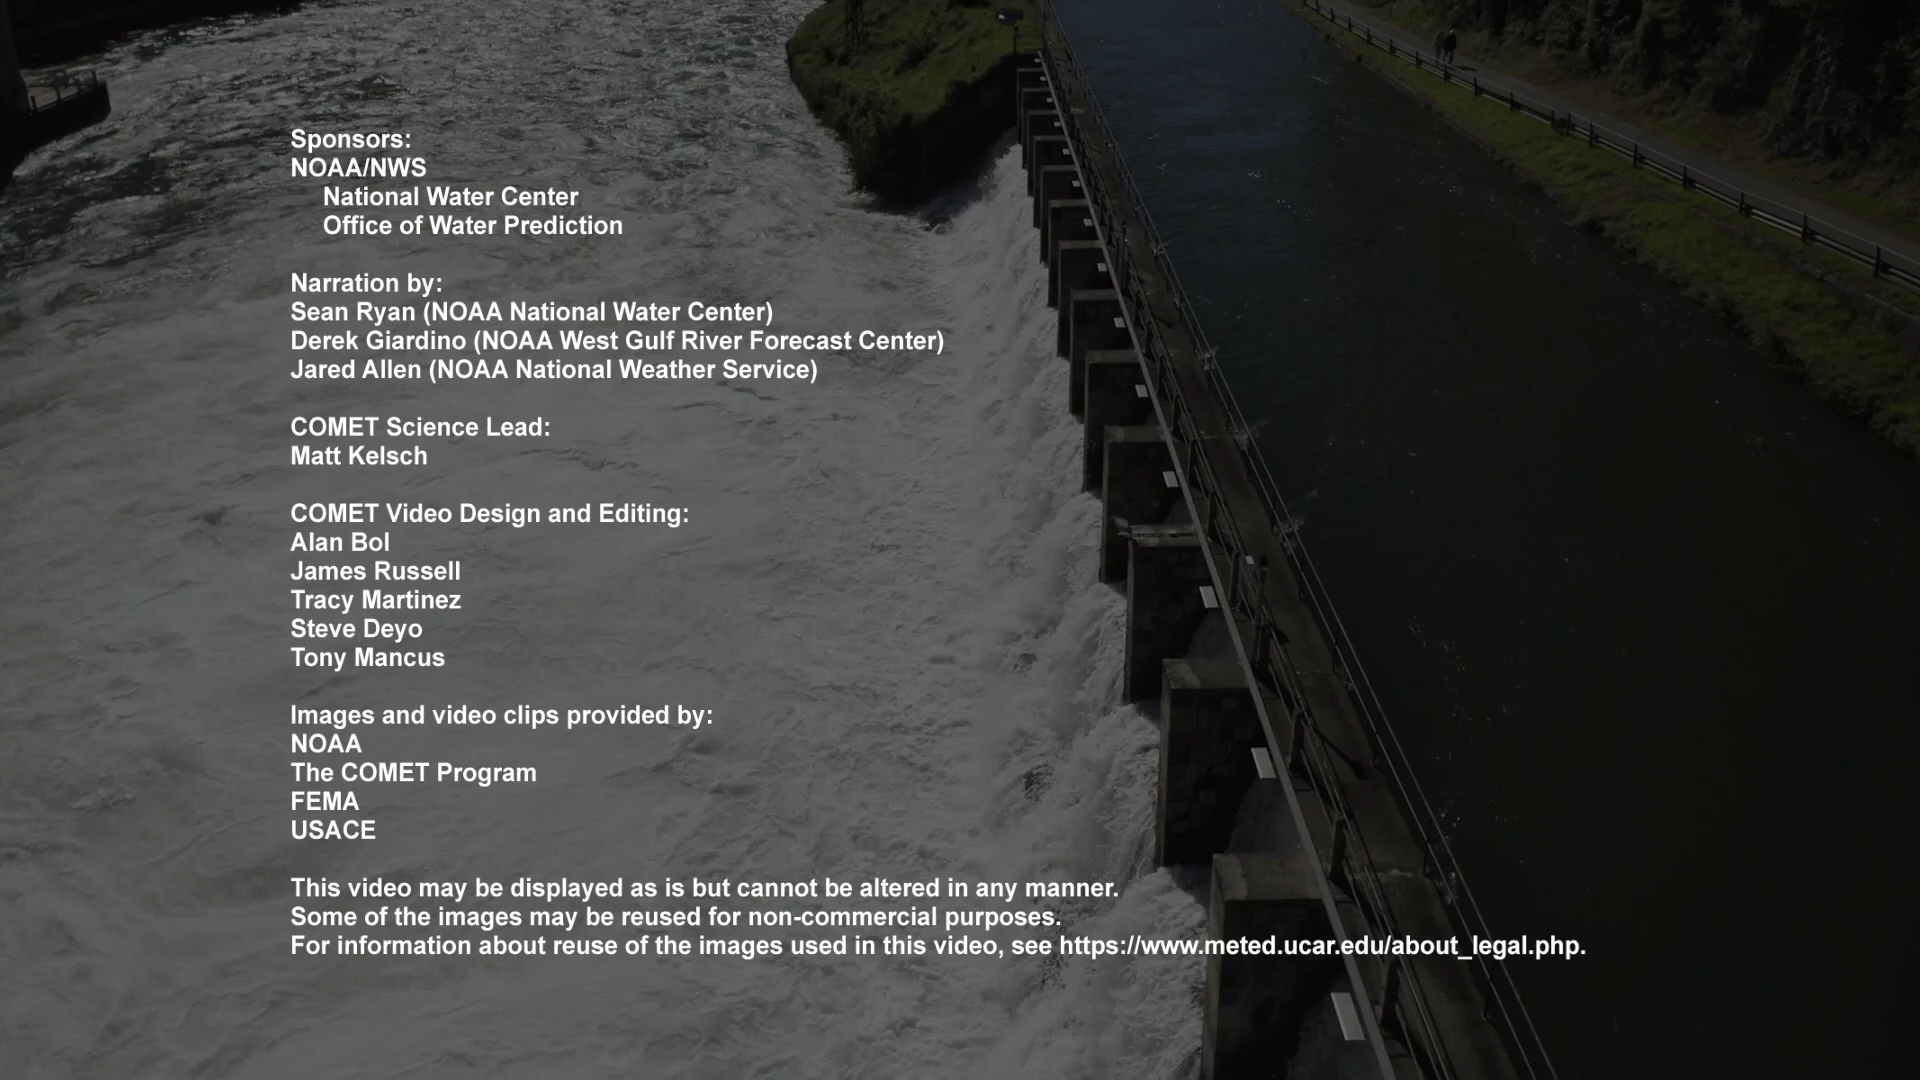 Sponsors:
NOAA/NWS
National Water Center
Office of Water Prediction
Narration by:
Sean Ryan (NOAA National Water Center)
Derek Giardino (NOAA West Gulf River Forecast Center)
Jared Allen (NOAA National Weather Service)
COMET Science Lead:
Matt Kelsch
COMET Video Design and Editing:
Alan Bol
James Russell
Tracy Martinez
Steve Deyo
Tony Mancus
Images and video clips provided by:
NOAA
The COMET Program
FEMA
USACE
This video may be displayed as is but cannot be altered in any manner.
Some of the images may be reused for non-commercial purposes.
For information about reuse of the images used in this video, see https://www.meted.ucar.edu/about_legal.php.